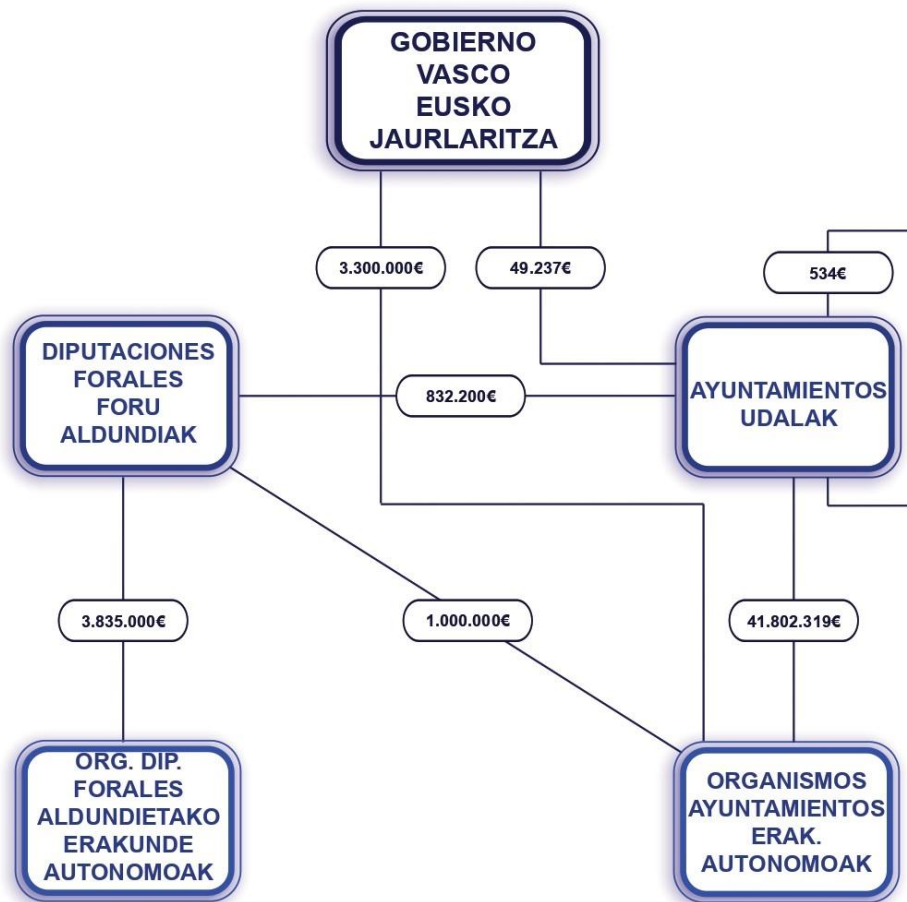 GOBIERNO
VASCO
EUSKO
JAURLARITZA
3.300.000€
49.237€
534€
DIPUTACIONES
FORALES
FORU
ALDUNDIAK
832.200€
AYUNTAMIENTOS
UDALAK
3.835.000€
1.000.000€
41.802.319€
ORG. DIP.
FORALES
ALDUNDIETAKO
ERAKUNDE
AUTONOMOAK
ORGANISMOS
AYUNTAMIENTOS
ERAK.
AUTONOMOAK